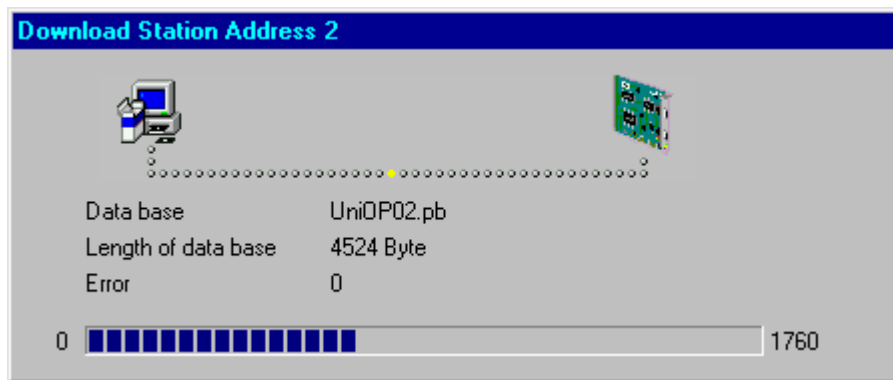 Download Station Address 2
Data base UniOP02.pb
Length of data base 4524 Byte
Error 0
0 1760